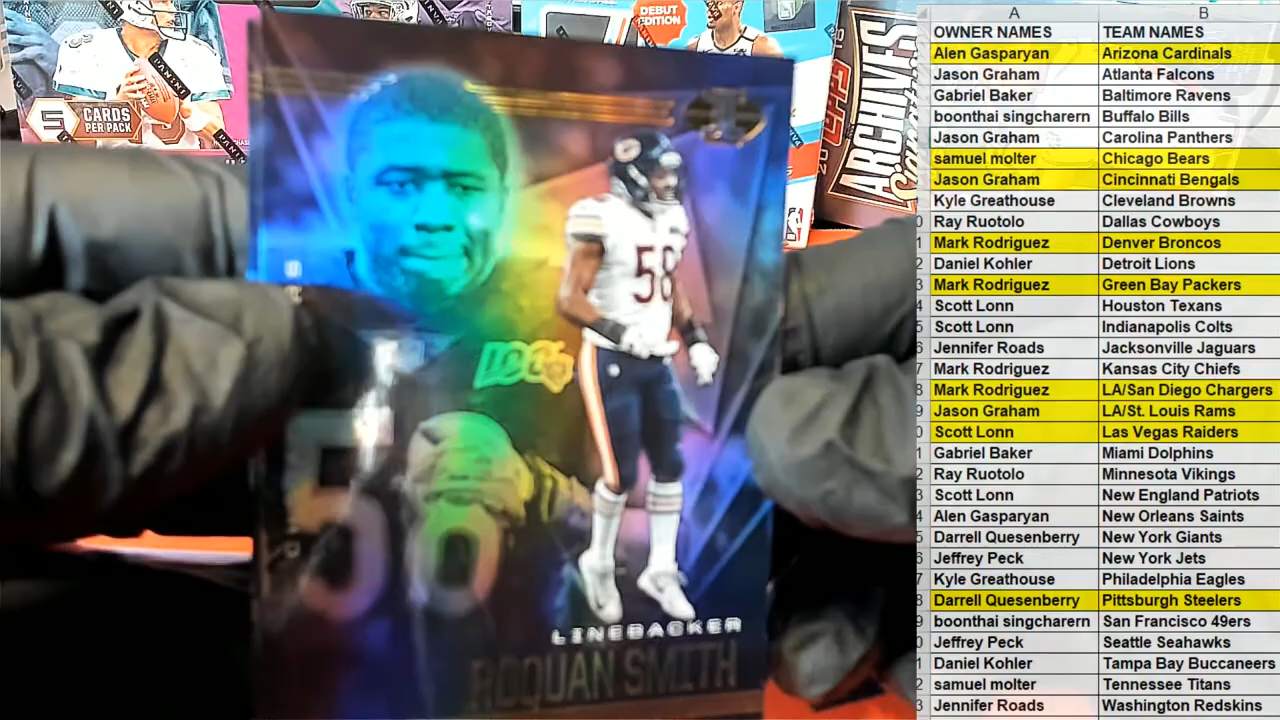 DEBUT
EDITION
PANINI
5
CARDS
PER PACK
ARCHIVES
58
100
LINEBACKER
ROQUAN SMITH
A B
OWNER NAMES TEAM NAMES
Alen Gasparyan Arizona Cardinals
Jason Graham Atlanta Falcons
Gabriel Baker Baltimore Ravens
boonthai singcharern Buffalo Bills
Jason Graham Carolina Panthers
samuel molter Chicago Bears
Jason Graham Cincinnati Bengals
Kyle Greathouse Cleveland Browns
Ray Ruotolo Dallas Cowboys
Mark Rodriguez Denver Broncos
Daniel Kohler Detroit Lions
Mark Rodriguez Green Bay Packers
Scott Lonn Houston Texans
Scott Lonn Indianapolis Colts
Jennifer Roads Jacksonville Jaguars
Mark Rodriguez Kansas City Chiefs
Mark Rodriguez LA/San Diego Chargers
Jason Graham LA/St. Louis Rams
Scott Lonn Las Vegas Raiders
Gabriel Baker Miami Dolphins
Ray Ruotolo Minnesota Vikings
Scott Lonn New England Patriots
Alen Gasparyan New Orleans Saints
Darrell Quesenberry New York Giants
Jeffrey Peck New York Jets
Kyle Greathouse Philadelphia Eagles
Darrell Quesenberry Pittsburgh Steelers
boonthai singcharern San Francisco 49ers
Jeffrey Peck Seattle Seahawks
Daniel Kohler Tampa Bay Buccaneers
samuel molter Tennessee Titans
Jennifer Roads Washington Redskins